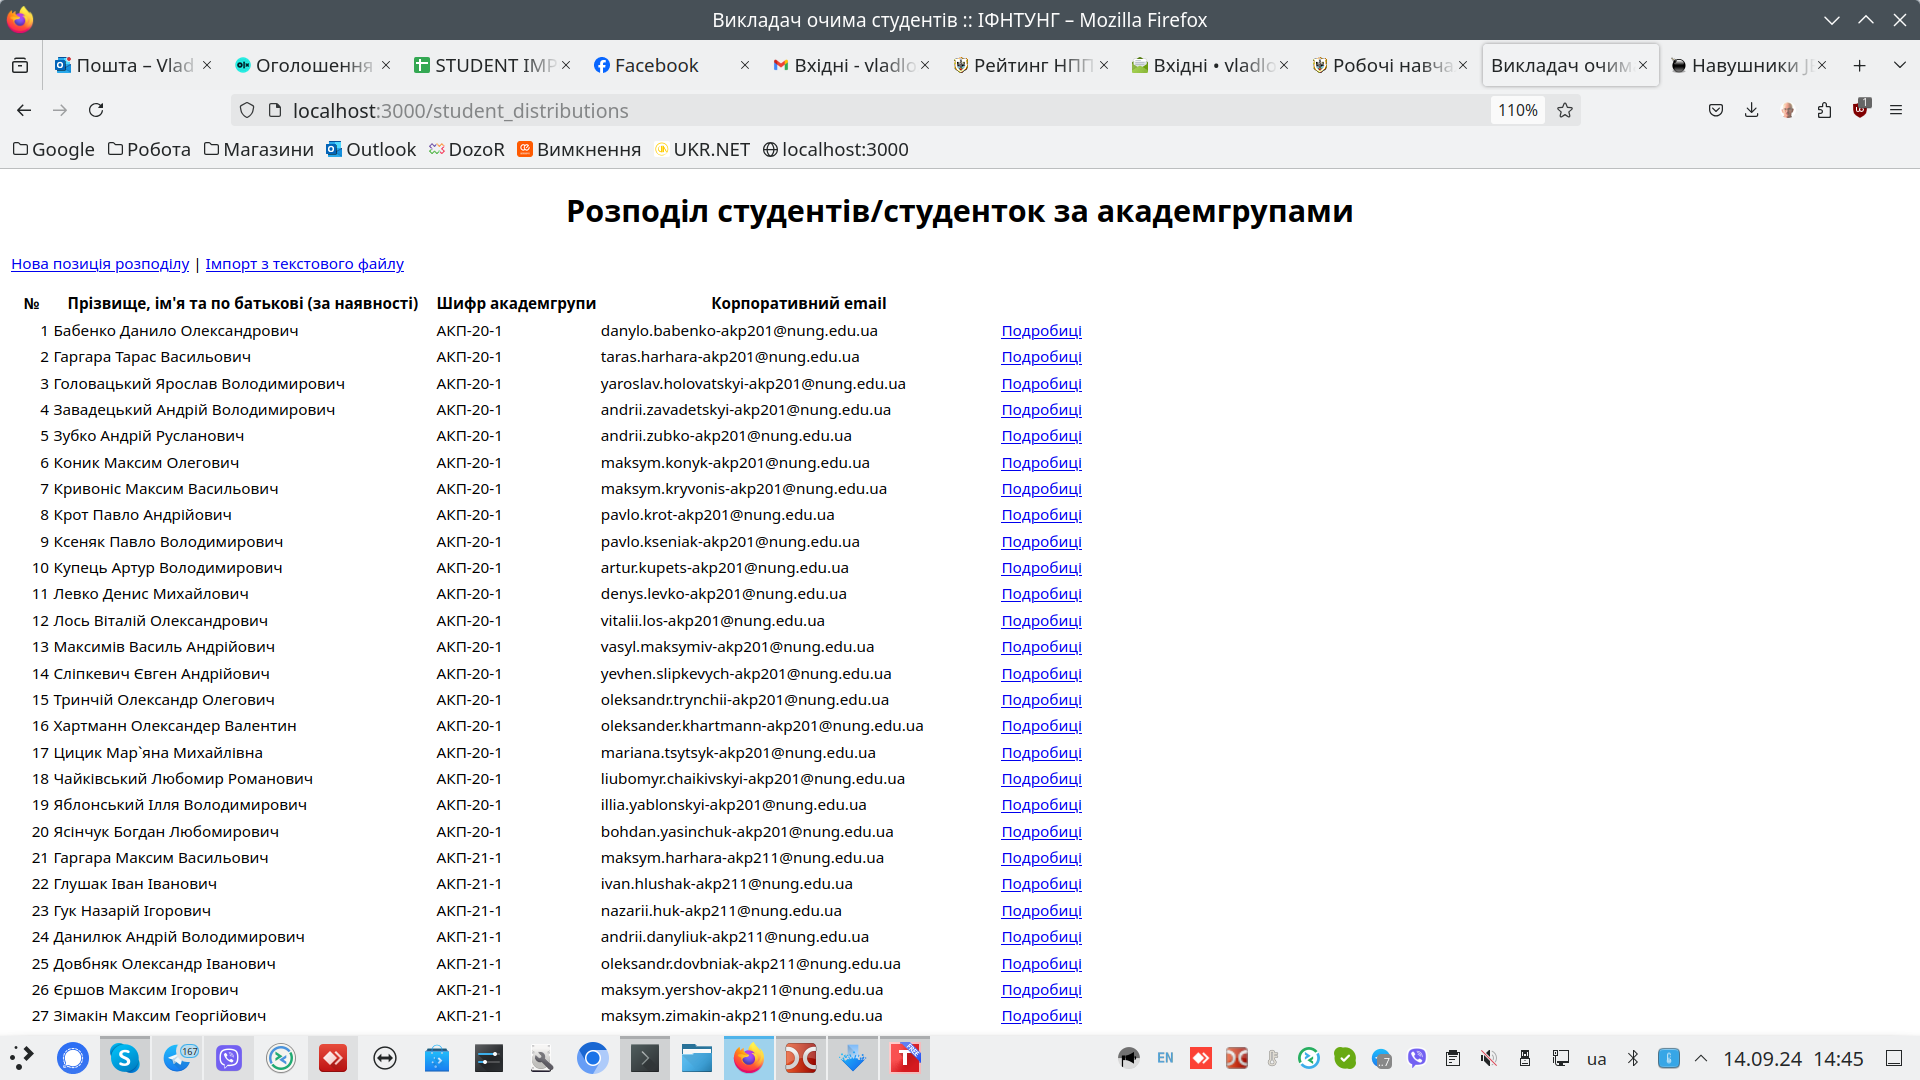 Викладач очима студентів :: ІФНТУНГ – Mozilla Firefox
Пошта – Vlad
Оголошення
STUDENT IMP
Facebook
Вхідні - vladlo
Рейтинг НПП
Вхідні • vladlo
Робочі навча
Викладач очим
Навушники
localhost:3000/student_distributions
110%
1
Google Робота Магазини Outlook DozoR Вимкнення UKR.NET localhost:3000
Розподіл студентів/студенток за академгрупами
Нова позиція розподілу | Імпорт з текстового файлу
№ Прізвище, ім'я та по батькові (за наявності) Шифр академгрупи Корпоративний email
1 Бабенко Данило Олександрович АКП-20-1 danylo.babenko-akp201@nung.edu.ua Подробиці
2 Гаргара Тарас Васильович АКП-20-1 taras.harhara-akp201@nung.edu.ua Подробиці
3 Головацький Ярослав Володимирович АКП-20-1 yaroslav.holovatskyi-akp201@nung.edu.ua Подробиці
4 Завадецький Андрій Володимирович АКП-20-1 andrii.zavadetskyi-akp201@nung.edu.ua Подробиці
5 Зубко Андрій Русланович АКП-20-1 andrii.zubko-akp201@nung.edu.ua Подробиці
6 Коник Максим Олегович АКП-20-1 maksym.konyk-akp201@nung.edu.ua Подробиці
7 Кривоніс Максим Васильович АКП-20-1 maksym.kryvonis-akp201@nung.edu.ua Подробиці
8 Крот Павло Андрійович АКП-20-1 pavlo.krot-akp201@nung.edu.ua Подробиці
9 Ксеняк Павло Володимирович АКП-20-1 pavlo.kseniak-akp201@nung.edu.ua Подробиці
10 Купець Артур Володимирович АКП-20-1 artur.kupets-akp201@nung.edu.ua Подробиці
11 Левко Денис Михайлович АКП-20-1 denys.levko-akp201@nung.edu.ua Подробиці
12 Лось Віталій Олександрович АКП-20-1 vitalii.los-akp201@nung.edu.ua Подробиці
13 Максимів Василь Андрійович АКП-20-1 vasyl.maksymiv-akp201@nung.edu.ua Подробиці
14 Сліпкевич Євген Андрійович АКП-20-1 yevhen.slipkevych-akp201@nung.edu.ua Подробиці
15 Тринчій Олександр Олегович АКП-20-1 oleksandr.trynchii-akp201@nung.edu.ua Подробиці
16 Хартманн Олександер Валентин АКП-20-1 oleksander.khartmann-akp201@nung.edu.ua Подробиці
17 Цицик Мар`яна Михайлівна АКП-20-1 mariana.tsytsyk-akp201@nung.edu.ua Подробиці
18 Чайківський Любомир Романович АКП-20-1 liubomyr.chaikivskyi-akp201@nung.edu.ua Подробиці
19 Яблонський Ілля Володимирович АКП-20-1 illia.yablonskyi-akp201@nung.edu.ua Подробиці
20 Ясінчук Богдан Любомирович АКП-20-1 bohdan.yasinchuk-akp201@nung.edu.ua Подробиці
21 Гаргара Максим Васильович АКП-21-1 maksym.harhara-akp211@nung.edu.ua Подробиці
22 Глушак Іван Іванович АКП-21-1 ivan.hlushak-akp211@nung.edu.ua Подробиці
23 Гук Назарій Ігорович АКП-21-1 nazarii.huk-akp211@nung.edu.ua Подробиці
24 Данилюк Андрій Володимирович АКП-21-1 andrii.danyliuk-akp211@nung.edu.ua Подробиці
25 Довбняк Олександр Іванович АКП-21-1 oleksandr.dovbniak-akp211@nung.edu.ua Подробиці
26 Єршов Максим Ігорович АКП-21-1 maksym.yershov-akp211@nung.edu.ua Подробиці
27 Зімакін Максим Георгійович АКП-21-1 maksym.zimakin-akp211@nung.edu.ua Подробиці
167 EN ua 14.09.24 14:45